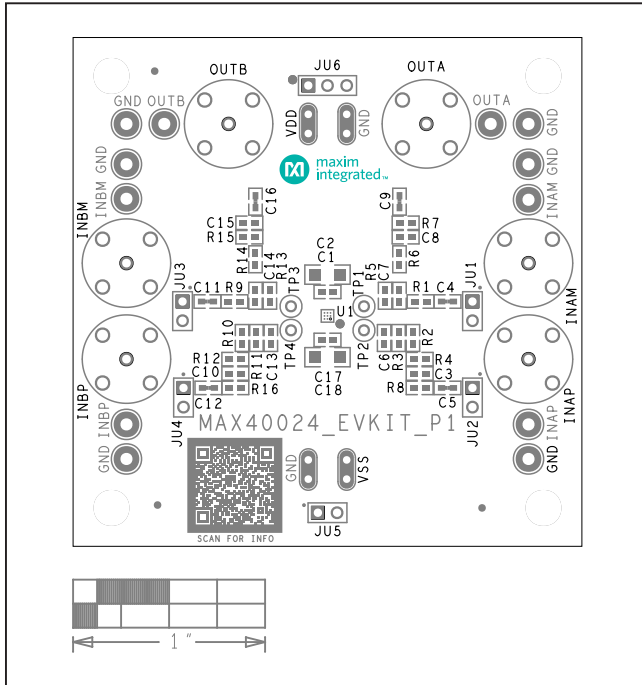 JU6
OUTB
OUTA
GND
OUTB
VDD
GND
OUTA
GND
INBM GND
maxim
integrated™
INAM GND
INBM
C16
C9
C15
R15
R7
C8
R14
C14
R13
C2
C1
R5
C7
R6
JU3
C11
R9
TP3
TP1
R1
C4
JU1
INAM
U1
R10
TP4
TP2
R2
R12
C10
R11
C13
C6
R3
R4
C3
R16
C17
C18
R8
INBP
C12
C5
INAP
JU4
JU2
MAX40024_EVKIT_P1
GND INBP
GND
VSS
INAP
GND
JU5
SCAN FOR INFO
1 "